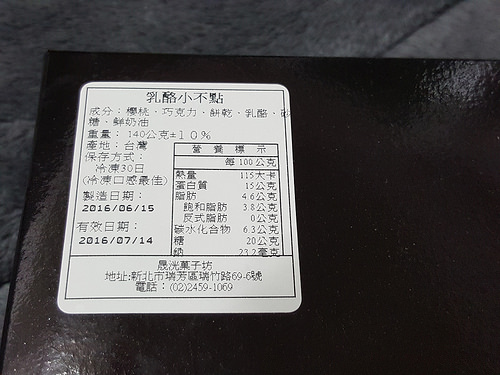 乳酪小不點
成分：櫻桃、巧克力、餅乾、乳酪、砂
糖、鮮奶油
重量： 140公克±10%
產地：台灣
保存方式：
冷凍30日
(冷凍口感最佳)
製造日期：
2016/06/15
有效日期：
2016/07/14
營 養 標 示
每 100公克
熱量 115大卡
蛋白質 15公克
脂肪 4.6公克
飽和脂肪 3.8公克
反式脂肪 0公克
碳水化合物 6.3公克
糖 20公克
鈉 23.2毫克
晟洸菓子坊
地址:新北市瑞芳區瑞竹路69-6號
電話：(02)2459-1069